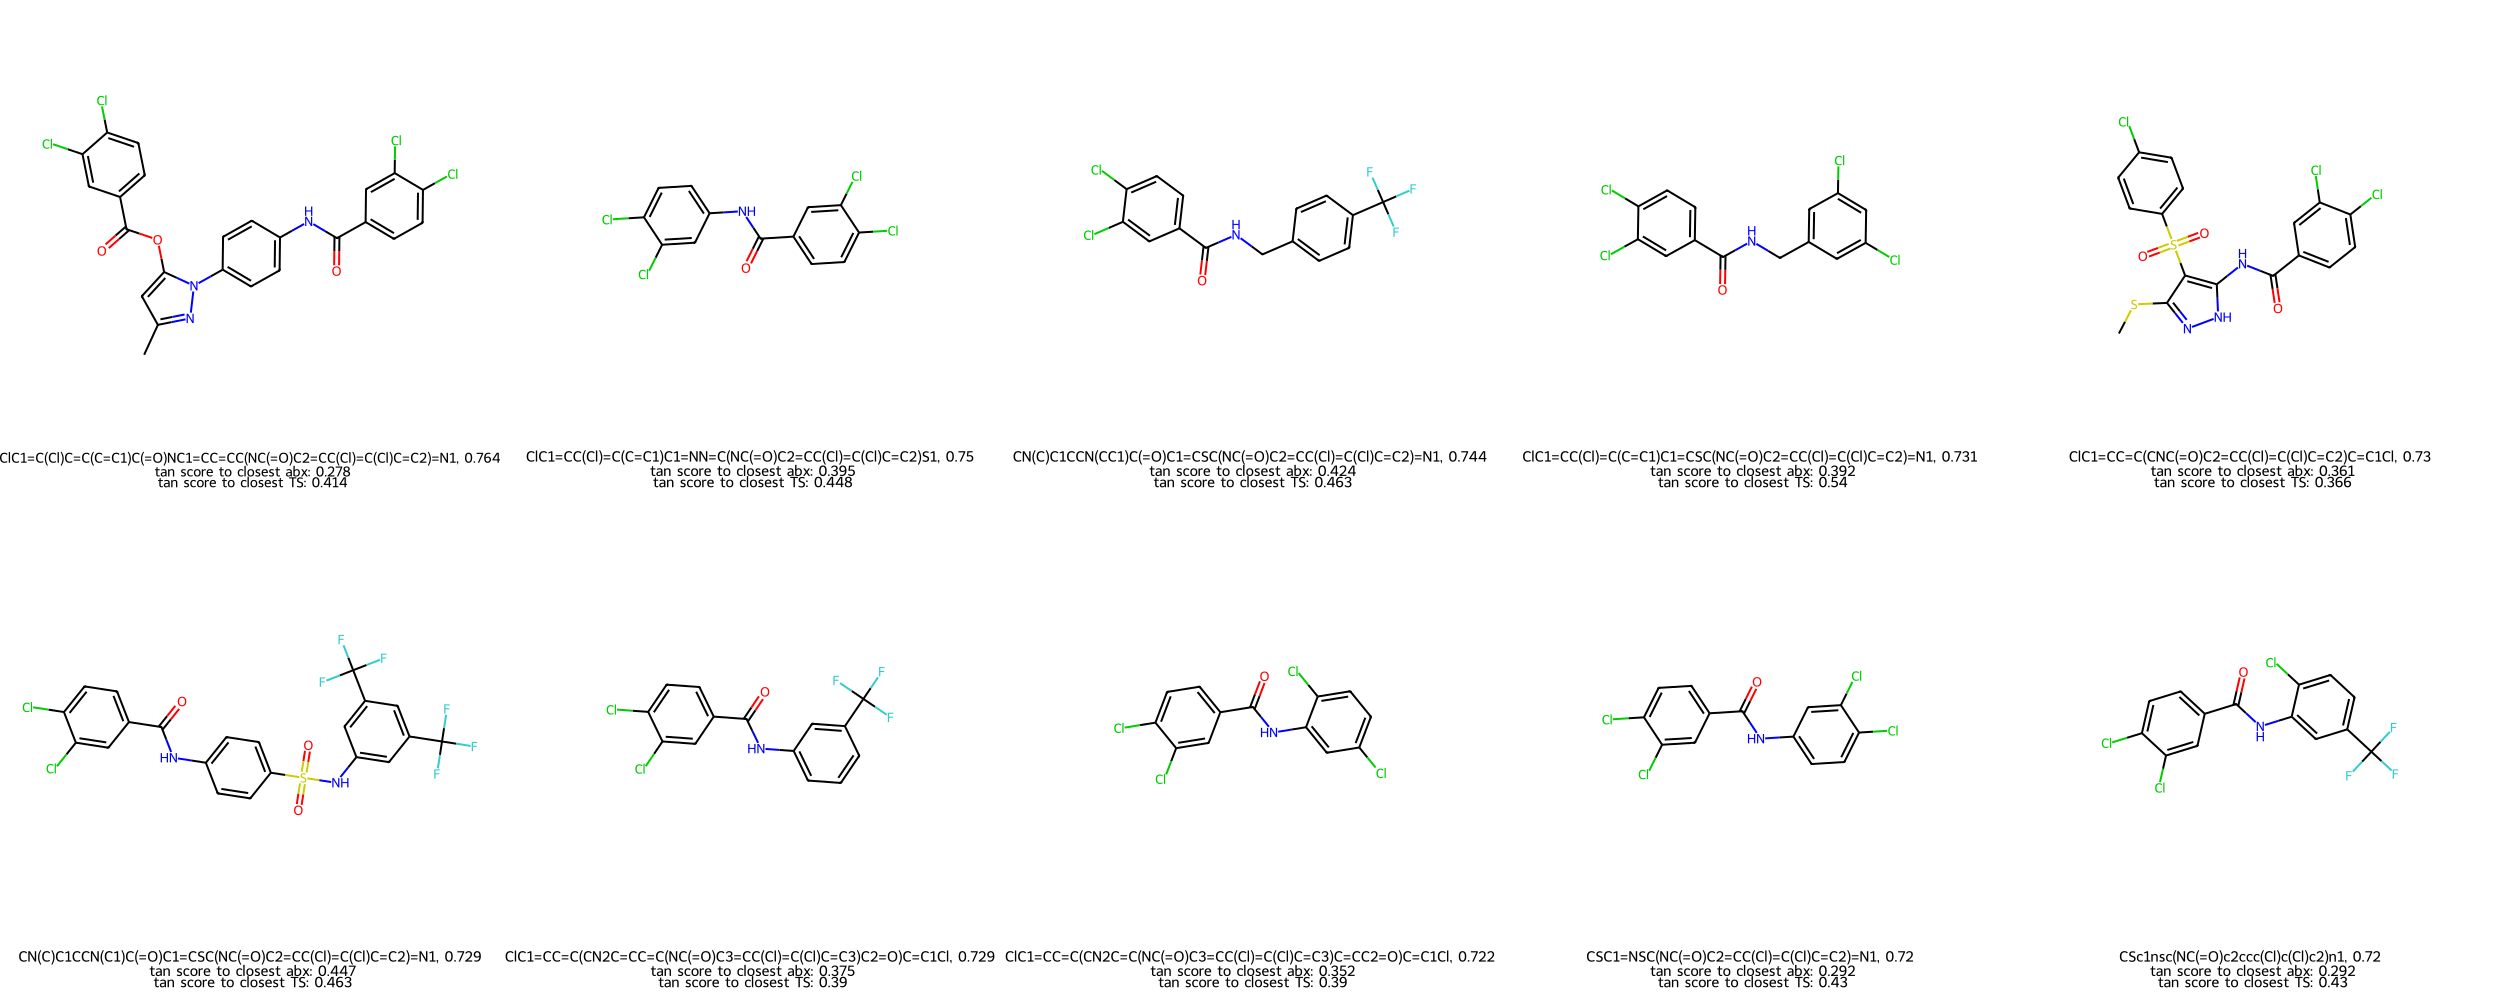 ClC1=C(Cl)C=C(C=C1)C(=O)NC1=CC=CC(NC(=O)C2=CC(Cl)=C(Cl)C=C2)=N1, 0.764
tan score to closest abx: 0.278
tan score to closest TS: 0.414
ClC1=CC(Cl)=C(C=C1)C1=NN=C(NC(=O)C2=CC(Cl)=C(Cl)C=C2)S1, 0.75
tan score to closest abx: 0.395
tan score to closest TS: 0.448
CN(C)C1CCN(CC1)C(=O)C1=CSC(NC(=O)C2=CC(Cl)=C(Cl)C=C2)=N1, 0.744
tan score to closest abx: 0.424
tan score to closest TS: 0.463
ClC1=CC(Cl)=C(C=C1)C1=CSC(NC(=O)C2=CC(Cl)=C(Cl)C=C2)=N1, 0.731
tan score to closest abx: 0.392
tan score to closest TS: 0.54
ClC1=CC=C(CNC(=O)C2=CC(Cl)=C(Cl)C=C2)C=C1Cl, 0.73
tan score to closest abx: 0.361
tan score to closest TS: 0.366
CN(C)C1CCN(C1)C(=O)C1=CSC(NC(=O)C2=CC(Cl)=C(Cl)C=C2)=N1, 0.729
tan score to closest abx: 0.447
tan score to closest TS: 0.463
ClC1=CC=C(CN2C=CC=C(NC(=O)C3=CC(Cl)=C(Cl)C=C3)C2=O)C=C1Cl, 0.729
tan score to closest abx: 0.375
tan score to closest TS: 0.39
ClC1=CC=C(CN2C=C(NC(=O)C3=CC(Cl)=C(Cl)C=C3)C=CC2=O)C=C1Cl, 0.722
tan score to closest abx: 0.352
tan score to closest TS: 0.39
CSC1=NSC(NC(=O)C2=CC(Cl)=C(Cl)C=C2)=N1, 0.72
tan score to closest abx: 0.292
tan score to closest TS: 0.43
CSc1nsc(NC(=O)c2ccc(Cl)c(Cl)c2)n1, 0.72
tan score to closest abx: 0.292
tan score to closest TS: 0.43